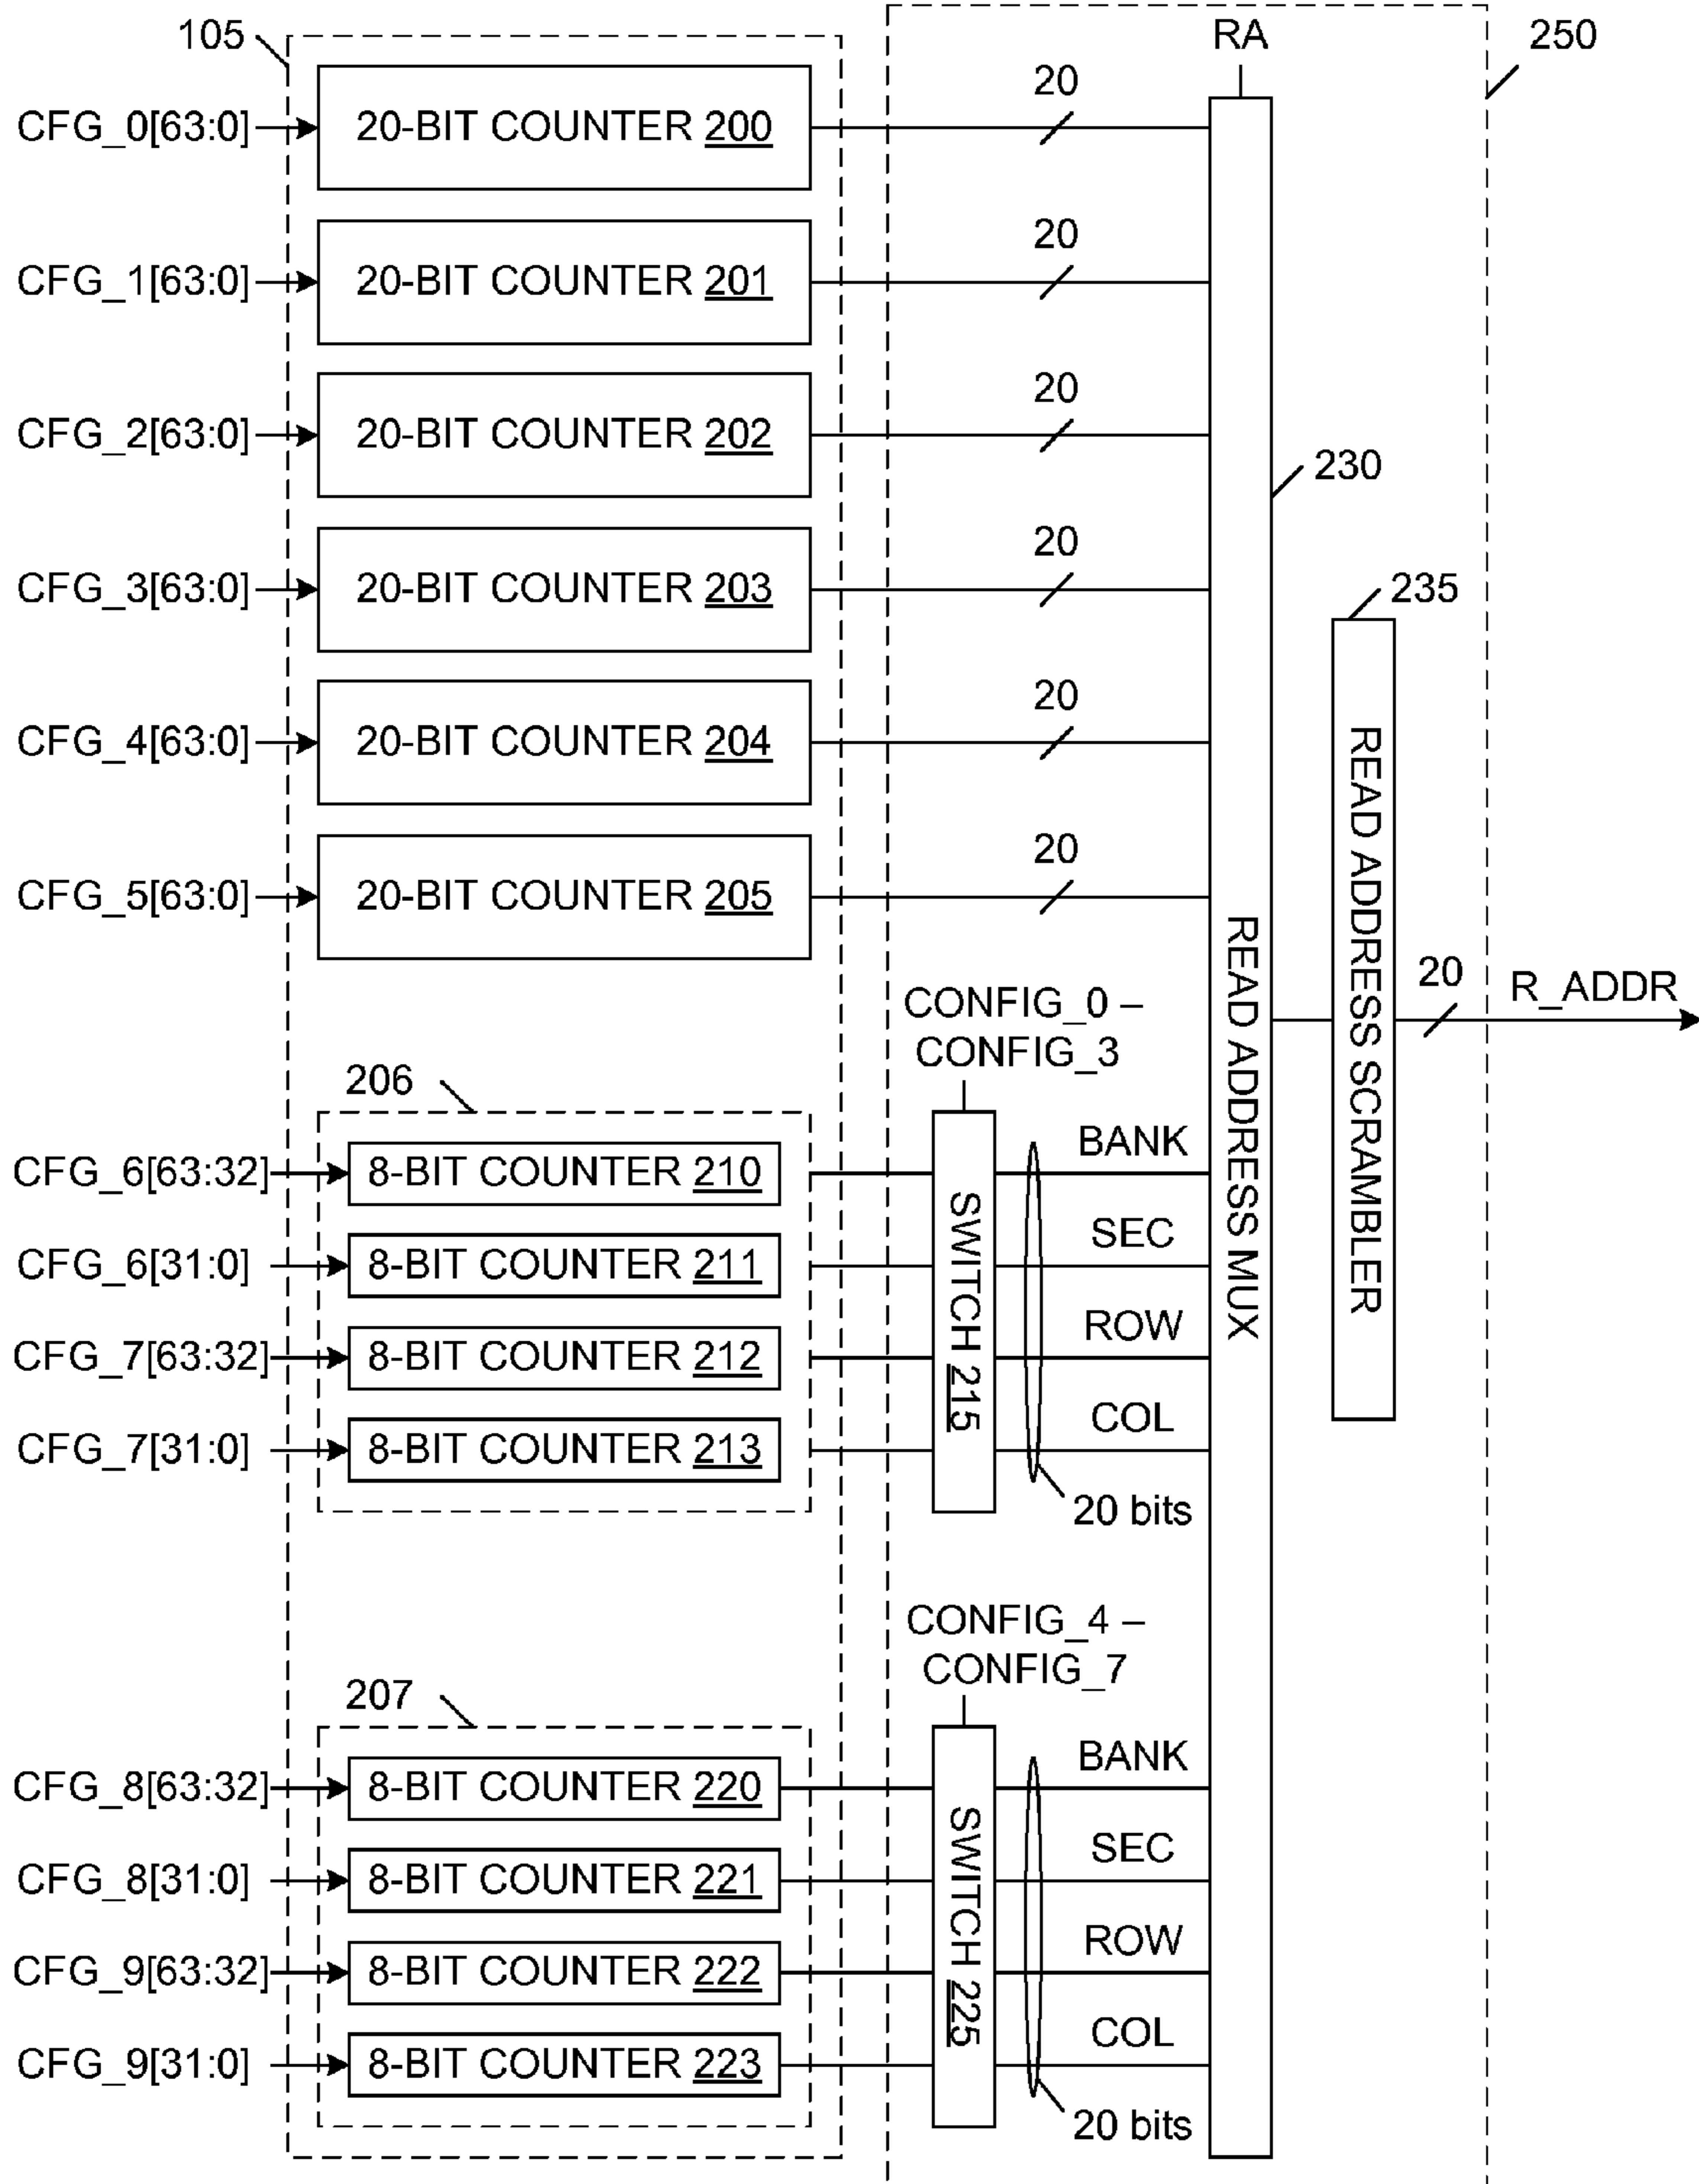 105
RA
250
CFG_0[63:0]
20-BIT COUNTER 200
20
CFG_1[63:0]
20-BIT COUNTER 201
20
CFG_2[63:0]
20-BIT COUNTER 202
20
230
CFG_3[63:0]
20-BIT COUNTER 203
20
235
CFG_4[63:0]
20-BIT COUNTER 204
20
CFG_5[63:0]
20-BIT COUNTER 205
20
READ ADDRESS MUX
READ ADDRESS SCRAMBLER
20
R_ADDR
CONFIG_0 –
CONFIG_3
206
CFG_6[63:32]
8-BIT COUNTER 210
BANK
CFG_6[31:0]
8-BIT COUNTER 211
SEC
CFG_7[63:32]
8-BIT COUNTER 212
ROW
CFG_7[31:0]
8-BIT COUNTER 213
COL
SWITCH 215
20 bits
CONFIG_4 –
CONFIG_7
207
CFG_8[63:32]
8-BIT COUNTER 220
BANK
CFG_8[31:0]
8-BIT COUNTER 221
SEC
CFG_9[63:32]
8-BIT COUNTER 222
ROW
CFG_9[31:0]
8-BIT COUNTER 223
COL
SWITCH 225
20 bits